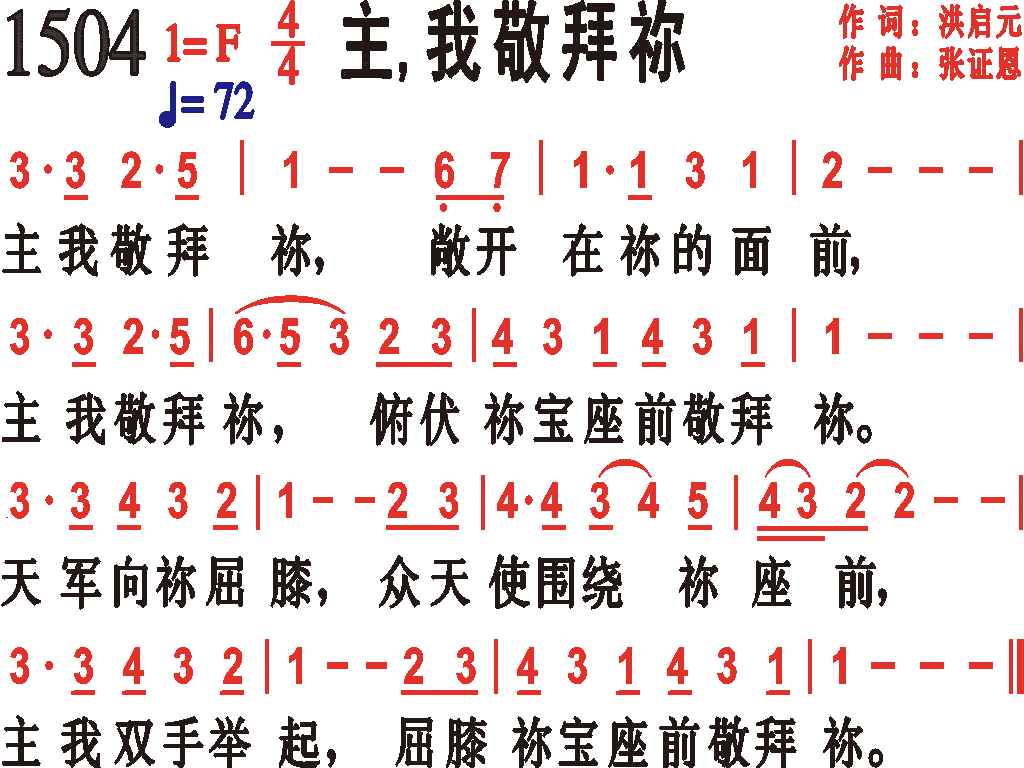 1504 1=F 4/4 主,我敬拜祢 作 词：洪启元
♩=72 作 曲：张证恩
3·3 2·5 | 1 - - 6 7 | 1·1 3 1 | 2 - - - |
主我敬拜 祢， 敞开 在祢的面 前，
3·3 2·5 | 6·5 3 2 3 | 4 3 1 4 3 1 | 1 - - - |
主我敬拜祢， 俯伏 祢宝座前敬拜 祢。
3·3 4 3 2 | 1 - - 2 3 | 4·4 3 4 5 | 4 3 2 2 - - |
天军向祢屈 膝， 众天 使围绕 祢 座 前，
3·3 4 3 2 | 1 - - 2 3 | 4 3 1 4 3 1 | 1 - - - ‖
主我双手举 起， 屈膝 祢宝座前敬拜 祢。